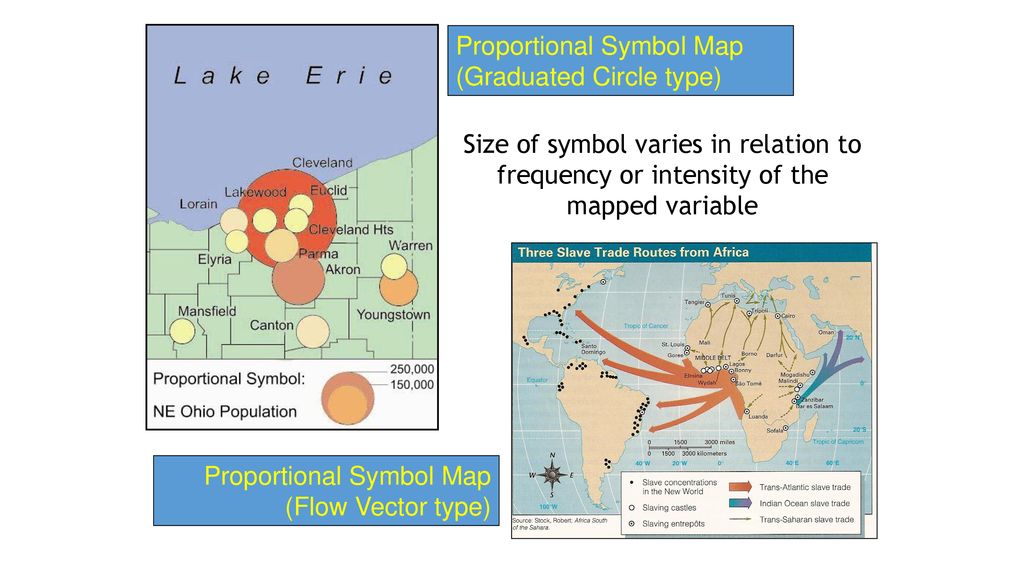 Proportional Symbol Map
(Graduated Circle type)
Size of symbol varies in relation to
frequency or intensity of the
mapped variable
Lake Erie
Cleveland
Lakewood
Euclid
Lorain
Cleveland Hts
Warren
Elyria
Parma
Akron
Mansfield
Canton
Youngstown
Proportional Symbol:
250,000
150,000
NE Ohio Population
Proportional Symbol Map
(Flow Vector type)
Three Slave Trade Routes from Africa
Tunis
Tangier
Tripoli
Cairo
Tropic of Cancer
Oman
20°N
St. Louis
Mali
Santo
Domingo
Goree
MIDDLE BELT
Borno
Darfur
Lagos
Bonny
Elmina
Wydah
São Tomé
Mogadishu
Malindi
Equator
0°
Zanzibar
Dar es Salaam
Luanda
Sofala
20°S
Tropic of Capricorn
0 1500 3000 miles
0 1500 3000 kilometers
40°W 20°W 0° 40°E 60°E
N
W E
S
100°W
Slave concentrations
in the New World
Slaving castles
Slaving entrepôts
Trans-Atlantic slave trade
Indian Ocean slave trade
Trans-Saharan slave trade
Source: Stock, Robert: Africa South
of the Sahara.